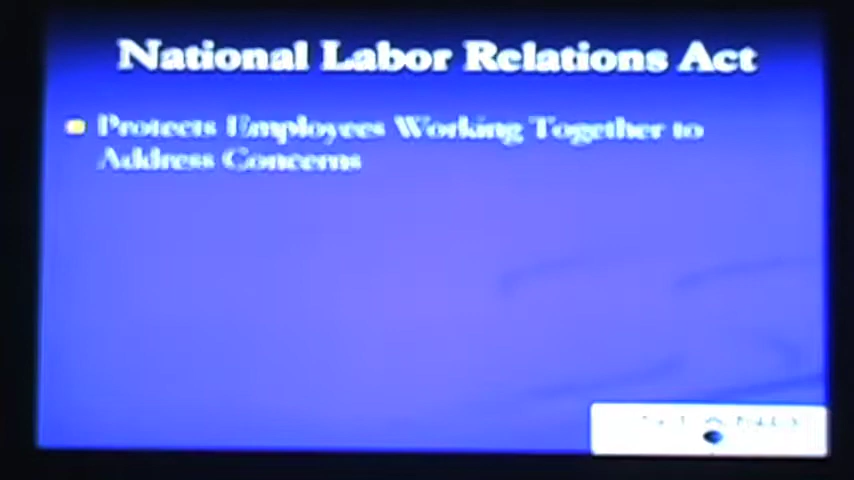 National Labor Relations Act
Protects Employees Working Together to
Address Concerns